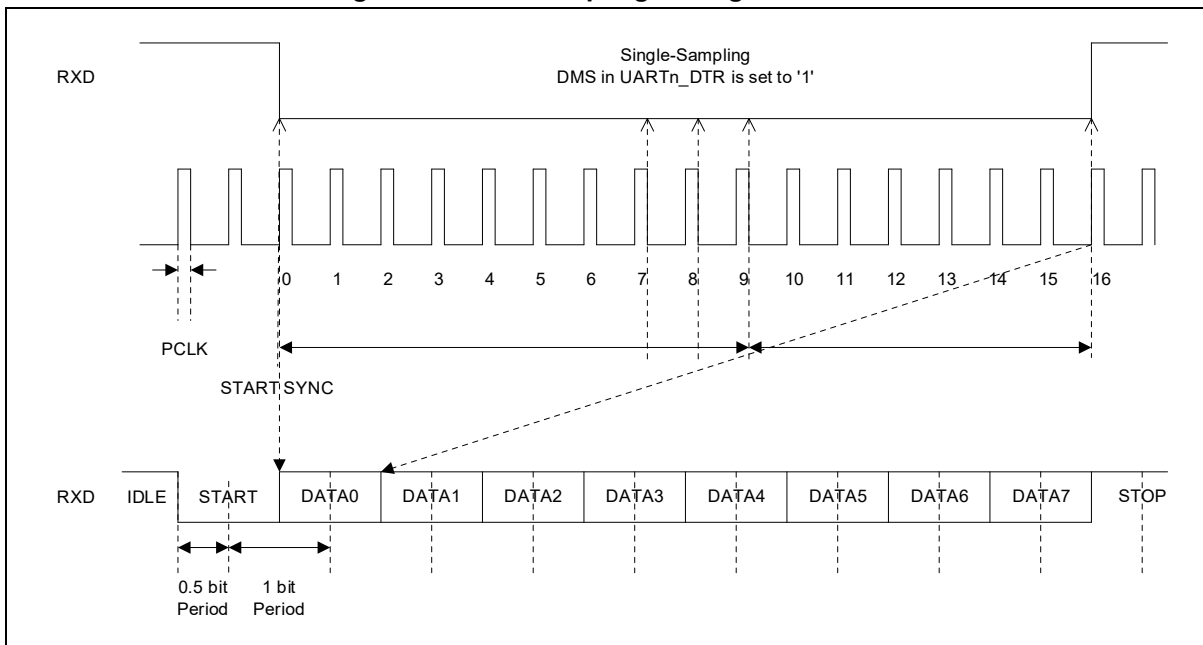 Single-Sampling
RXD
DMS in UARTn_DTR is set to '1'
0 1 2 3 4 5 6 7 8 9 10 11 12 13 14 15 16
PCLK
START SYNC
RXD IDLE START DATA0 DATA1 DATA2 DATA3 DATA4 DATA5 DATA6 DATA7 STOP
0.5 bit 1 bit
Period Period